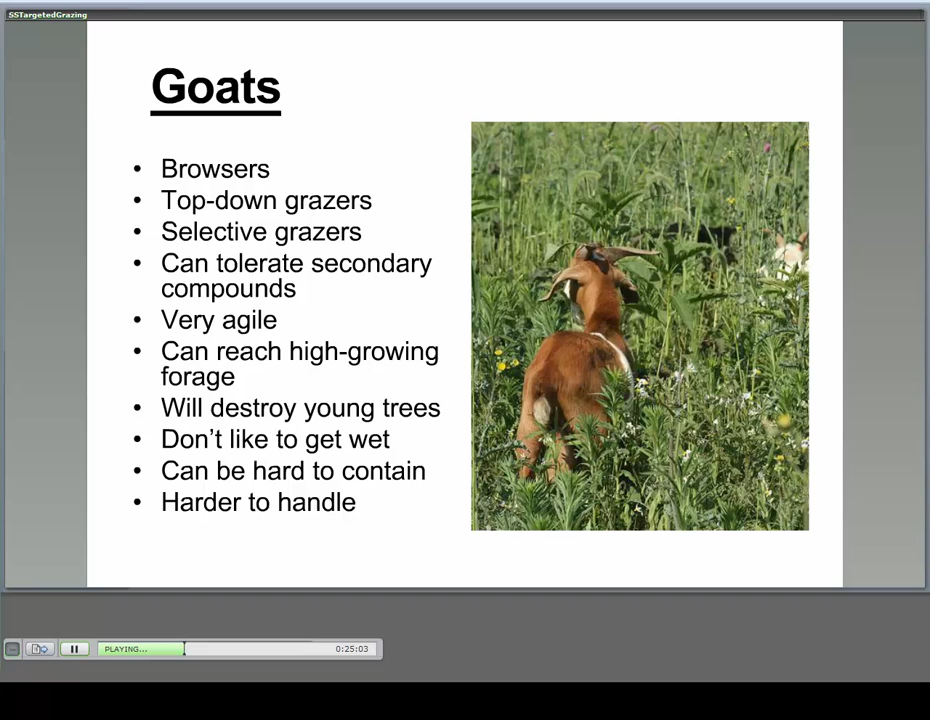 SSTargetedGrazing
Goats
• Browsers
• Top-down grazers
• Selective grazers
• Can tolerate secondary
compounds
• Very agile
• Can reach high-growing
forage
• Will destroy young trees
• Don’t like to get wet
• Can be hard to contain
• Harder to handle
PLAYING...
0:25:03